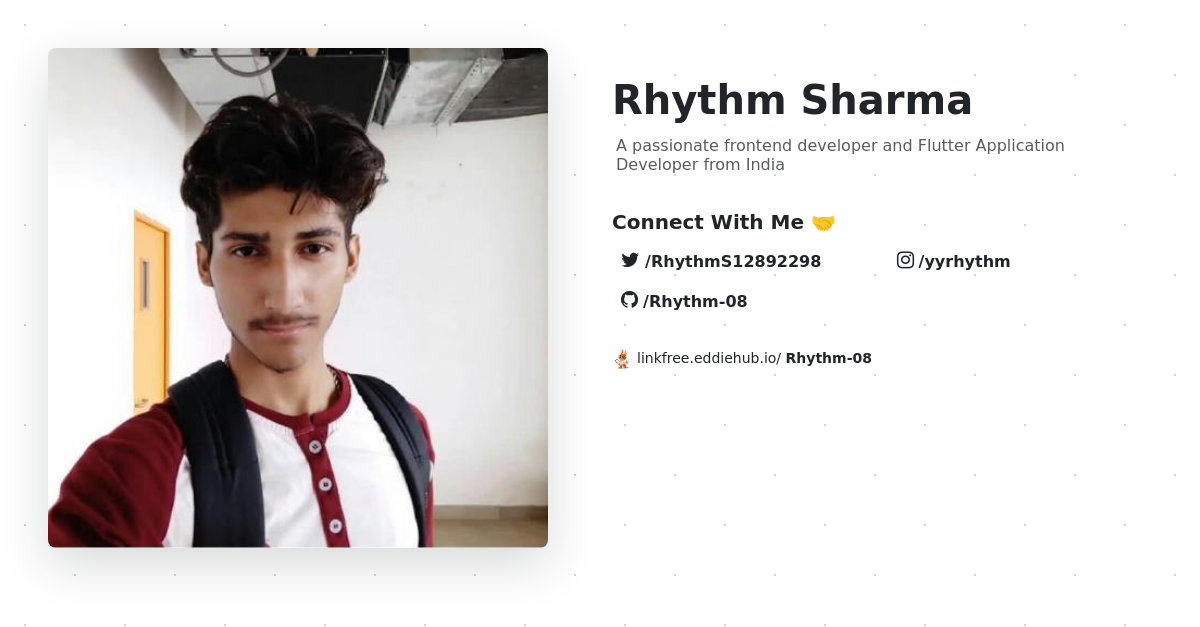 Rhythm Sharma
A passionate frontend developer and Flutter Application
Developer from India
Connect With Me 🤝
/RhythmS12892298
/yyrhythm
/Rhythm-08
linkfree.eddiehub.io/ Rhythm-08